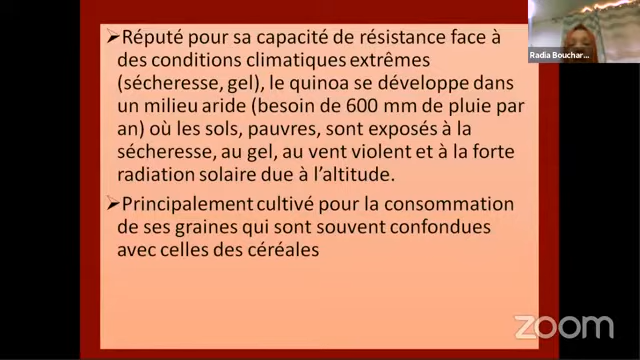 ➢Réputé pour sa capacité de résistance face à
des conditions climatiques extrêmes
(sécheresse, gel), le quinoa se développe dans
un milieu aride (besoin de 600 mm de pluie par
an) où les sols, pauvres, sont exposés à la
sécheresse, au gel, au vent violent et à la forte
radiation solaire due à l’altitude.
➢Principalement cultivé pour la consommation
de ses graines qui sont souvent confondues
avec celles des céréales
Radia Bouchar...
zoom